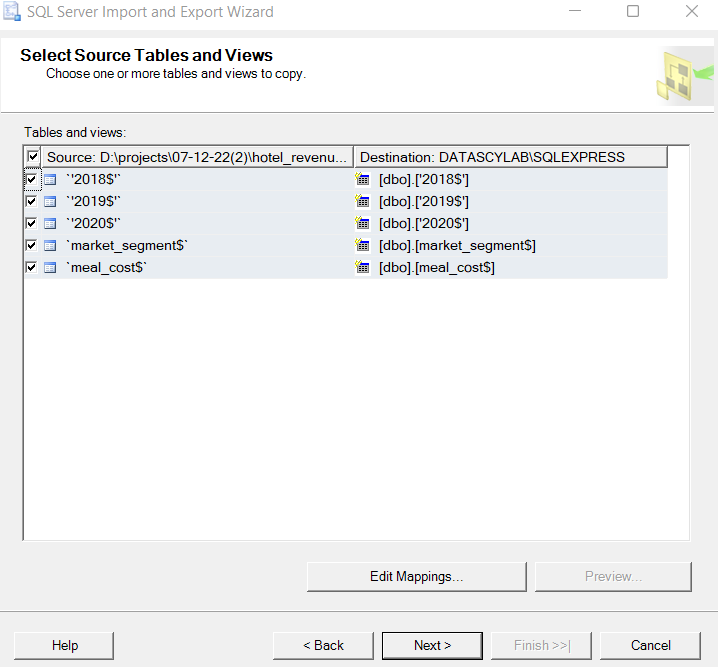 SQL Server Import and Export Wizard
Select Source Tables and Views
Choose one or more tables and views to copy.
Tables and views:
Source: D:\projects\07-12-22(2)\hotel_revenu... Destination: DATASCYLAB\SQLEXPRESS
`'2018$'` [dbo].['2018$']
`'2019$'` [dbo].['2019$']
`'2020$'` [dbo].['2020$']
`market_segment$` [dbo].[market_segment$]
`meal_cost$` [dbo].[meal_cost$]
Edit Mappings... Preview...
Help < Back Next > Finish >>| Cancel